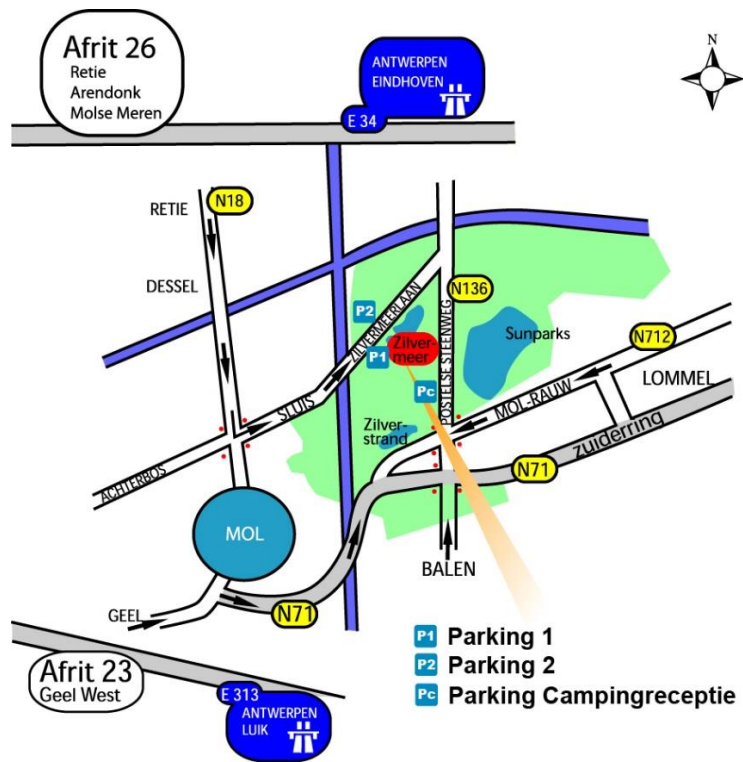 Afrit 26
Retie
Arendonk
Molse Meren
ANTWERPEN
EINDHOVEN
E 34
N
RETIE
N18
DESSEL
P2
ZILVERMEERLAAN
N136
P1
Zilver-
meer
Sunparks
N712
Pc
POSTELSE STEENWEG
LOMMEL
SLUIS
MOL-RAUW
Zilver-
strand
zuiderring
ACHTERBOS
N71
MOL
BALEN
GEEL
N71
P1 Parking 1
P2 Parking 2
Pc Parking Campingreceptie
Afrit 23
Geel West
E 313
ANTWERPEN
LUIK